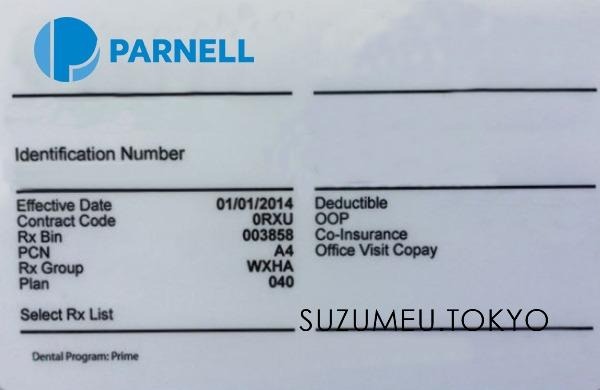 PARNELL
Identification Number
Effective Date 01/01/2014
Contract Code 0RXU
Rx Bin 003858
PCN A4
Rx Group WXHA
Plan 040
Select Rx List
Dental Program: Prime
Deductible
OOP
Co-Insurance
Office Visit Copay
SUZUMEU.TOKYO